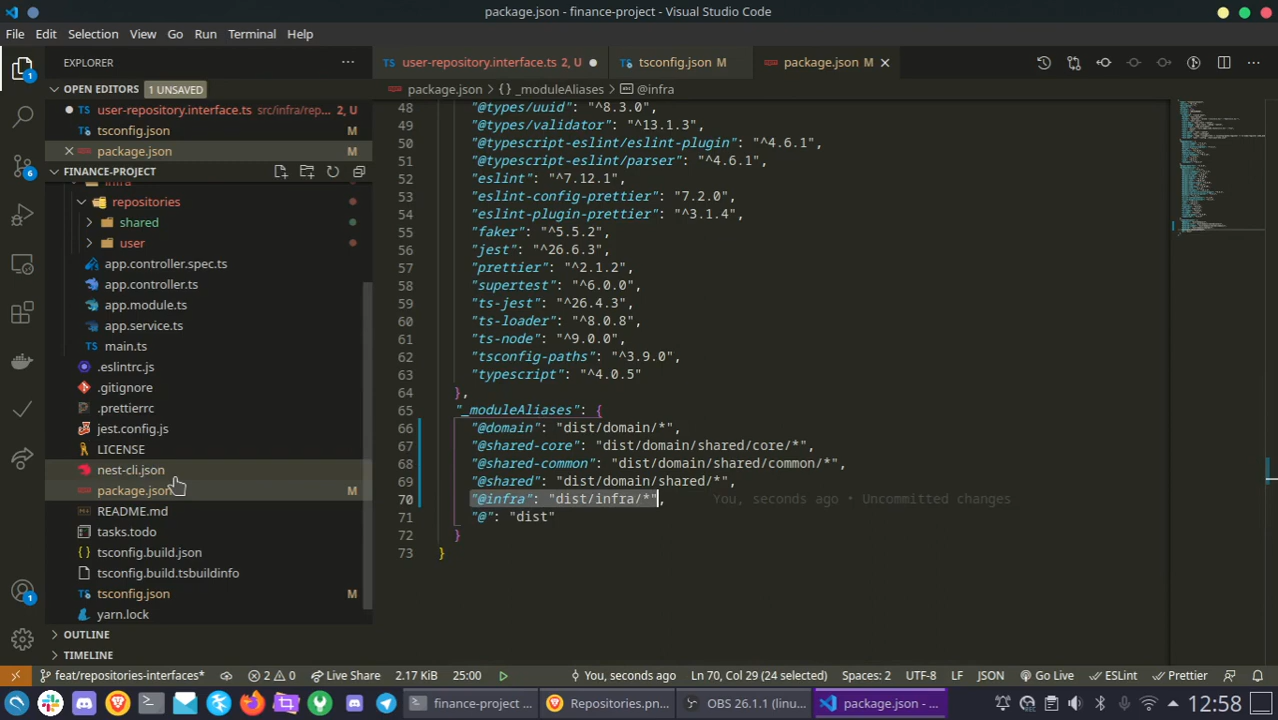 package.json - finance-project - Visual Studio Code
File Edit Selection View Go Run Terminal Help
EXPLORER
user-repository.interface.ts 2, U
tsconfig.json M
package.json M
OPEN EDITORS 1 UNSAVED
user-repository.interface.ts src/infra/rep... 2, U
tsconfig.json M
package.json M
FINANCE-PROJECT
infra
repositories
shared
user
app.controller.spec.ts
app.controller.ts
app.module.ts
app.service.ts
main.ts
.eslintrc.js
.gitignore
.prettierrc
jest.config.js
LICENSE
nest-cli.json
package.json M
README.md
tasks.todo
tsconfig.build.json
tsconfig.build.tsbuildinfo
tsconfig.json M
yarn.lock
OUTLINE
TIMELINE
package.json > {} _moduleAliases > @infra
48 "@types/uuid": "^8.3.0",
49 "@types/validator": "^13.1.3",
50 "@typescript-eslint/eslint-plugin": "^4.6.1",
51 "@typescript-eslint/parser": "^4.6.1",
52 "eslint": "^7.12.1",
53 "eslint-config-prettier": "7.2.0",
54 "eslint-plugin-prettier": "^3.1.4",
55 "faker": "^5.5.2",
56 "jest": "^26.6.3",
57 "prettier": "^2.1.2",
58 "supertest": "^6.0.0",
59 "ts-jest": "^26.4.3",
60 "ts-loader": "^8.0.8",
61 "ts-node": "^9.0.0",
62 "tsconfig-paths": "^3.9.0",
63 "typescript": "^4.0.5"
64 },
65 "_moduleAliases": {
66 "@domain": "dist/domain/*",
67 "@shared-core": "dist/domain/shared/core/*",
68 "@shared-common": "dist/domain/shared/common/*",
69 "@shared": "dist/domain/shared/*",
70 "@infra": "dist/infra/*", You, seconds ago • Uncommitted changes
71 "@": "dist"
72 }
73 }
feat/repositories-interfaces* 2 0 Live Share 2.17 KiB 25:00 You, seconds ago Ln 70, Col 29 (24 selected) Spaces: 2 UTF-8 LF JSON Go Live ESLint Prettier
finance-project ... Repositories.pn... OBS 26.1.1 (linu... package.json - ... 12:58